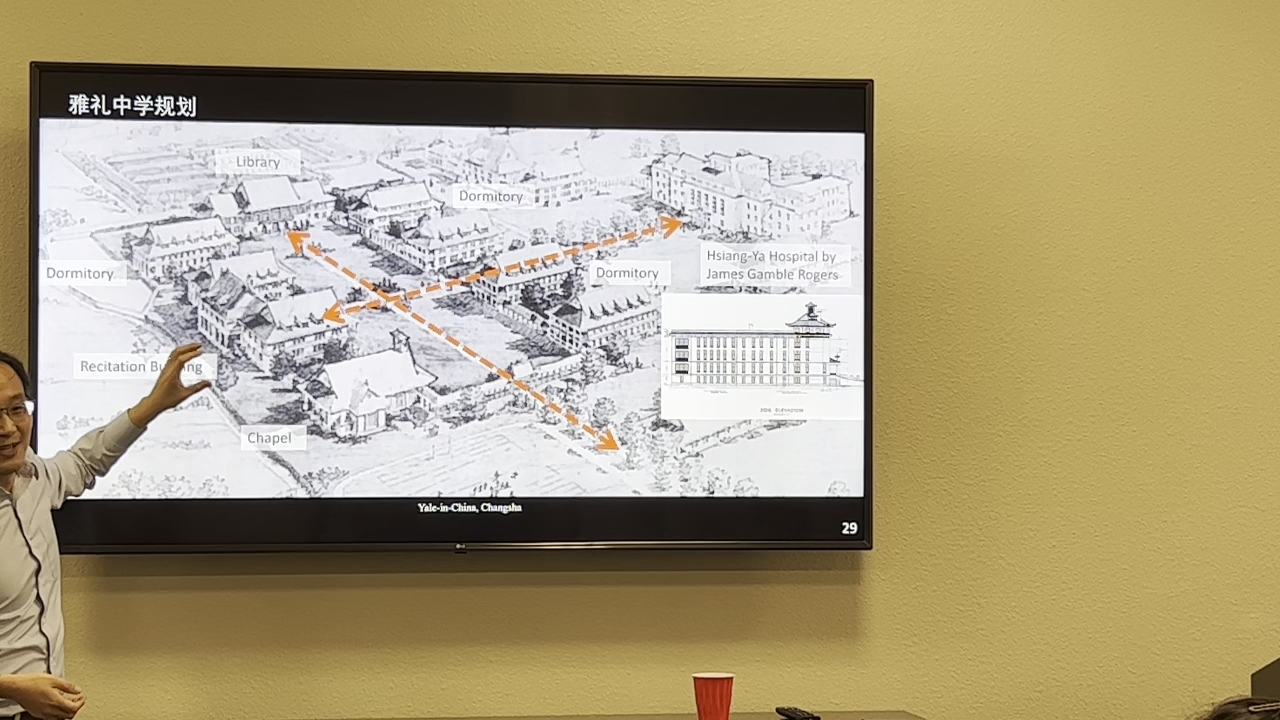 雅礼中学规划
Library
Dormitory
Dormitory
Dormitory
Hsiang-Ya Hospital by
James Gamble Rogers
Recitation
Chapel
Yale-in-China, Changsha
29